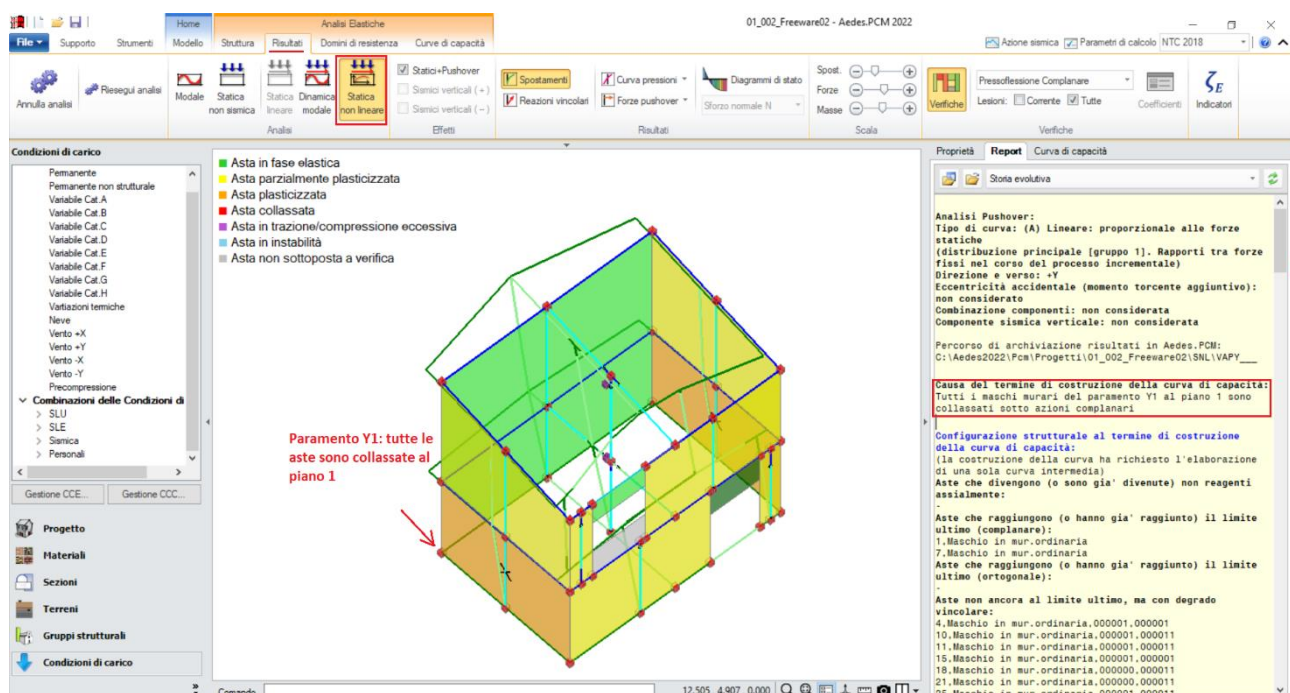 01_002_Freeware02 - Aedes.PCM 2022
Home
Analisi Elastiche
File
Supporto
Strumenti
Modello
Struttura
Risultati
Domini di resistenza
Curve di capacità
Azione sismica
Parametri di calcolo
NTC 2018
Annulla analisi
Riesegui analisi
Modale
Statica non sismica
Statica lineare
Dinamica modale
Statica non lineare
Analisi
Statici+Pushover
Sismici verticali (+)
Sismici verticali (−)
Effetti
Spostamenti
Reazioni vincolari
Curva pressioni
Forze pushover
Diagrammi di stato
Sforzo normale N
Risultati
Spost.
Forze
Masse
Scala
Verifiche
Pressoflessione Complanare
Lesioni:
Corrente
Tutte
Coefficienti
ζE
Indicatori
Verifiche
Condizioni di carico
Permanente
Permanente non strutturale
Variabile Cat.A
Variabile Cat.B
Variabile Cat.C
Variabile Cat.D
Variabile Cat.E
Variabile Cat.F
Variabile Cat.G
Variabile Cat.H
Variazioni termiche
Neve
Vento +X
Vento +Y
Vento -X
Vento -Y
Precompressione
Combinazioni delle Condizioni di
SLU
SLE
Sismica
Personali
Gestione CCE...
Gestione CCC...
Progetto
Materiali
Sezioni
Terreni
Gruppi strutturali
Condizioni di carico
Asta in fase elastica
Asta parzialmente plasticizzata
Asta plasticizzata
Asta collassata
Asta in trazione/compressione eccessiva
Asta in instabilità
Asta non sottoposta a verifica
Paramento Y1: tutte le
aste sono collassate al
piano 1
Comando
12.505 4.907 0.000
Proprietà
Report
Curva di capacità
Storia evolutiva
Analisi Pushover:
Tipo di curva: (A) Lineare: proporzionale alle forze
statiche
(distribuzione principale [gruppo 1]. Rapporti tra forze
fissi nel corso del processo incrementale)
Direzione e verso: +Y
Eccentricità accidentale (momento torcente aggiuntivo):
non considerato
Combinazione componenti: non considerata
Componente sismica verticale: non considerata
Percorso di archiviazione risultati in Aedes.PCM:
C:\Aedes2022\Pcm\Progetti\01_002_Freeware02\SNL\VAPY___
Causa del termine di costruzione della curva di capacità:
Tutti i maschi murari del paramento Y1 al piano 1 sono
collassati sotto azioni complanari
Configurazione strutturale al termine di costruzione
della curva di capacità:
(la costruzione della curva ha richiesto l'elaborazione
di una sola curva intermedia)
Aste che divengono (o sono gia' divenute) non reagenti
assialmente:
-
Aste che raggiungono (o hanno gia' raggiunto) il limite
ultimo (complanare):
1,Maschio in mur.ordinaria
7,Maschio in mur.ordinaria
Aste che raggiungono (o hanno gia' raggiunto) il limite
ultimo (ortogonale):
-
Aste non ancora al limite ultimo, ma con degrado
vincolare:
4,Maschio in mur.ordinaria,000001,000001
10,Maschio in mur.ordinaria,000001,000011
11,Maschio in mur.ordinaria,000001,000011
15,Maschio in mur.ordinaria,000001,000011
18,Maschio in mur.ordinaria,000000,000011
21,Maschio in mur.ordinaria,000001,000011